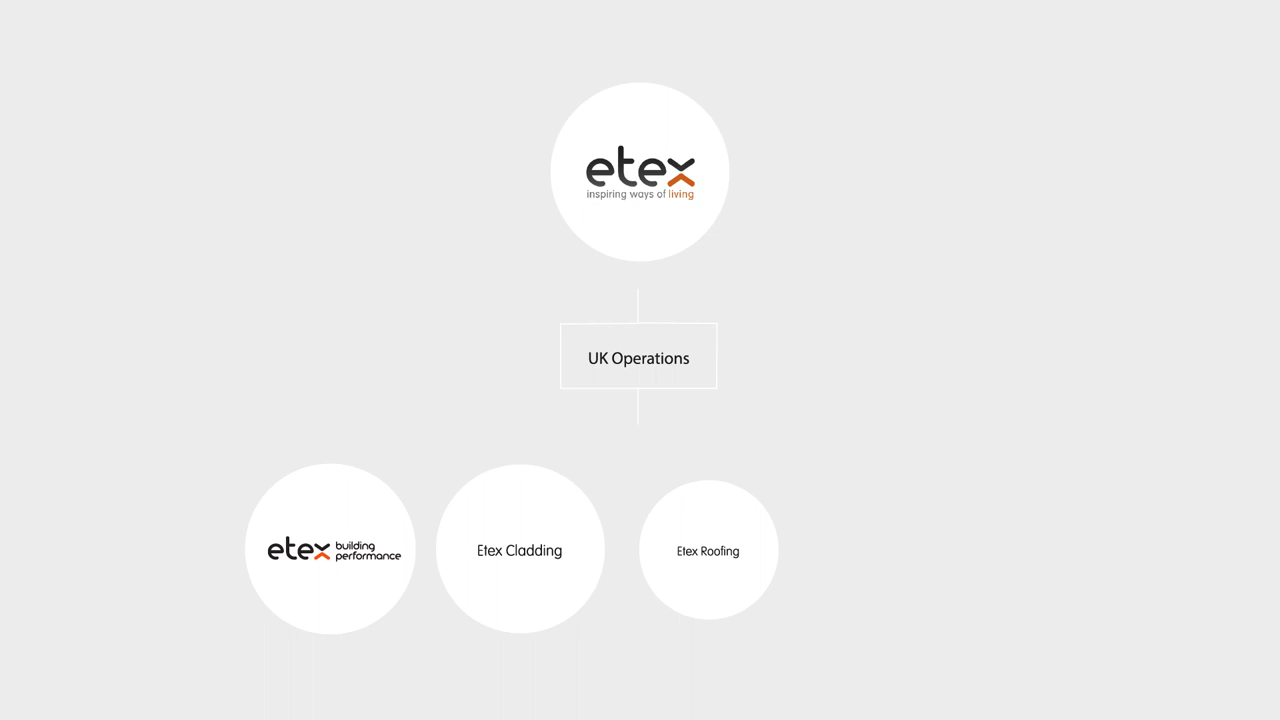 etex
inspiring ways of living
UK Operations
etex building
performance
Etex Cladding
Etex Roofing